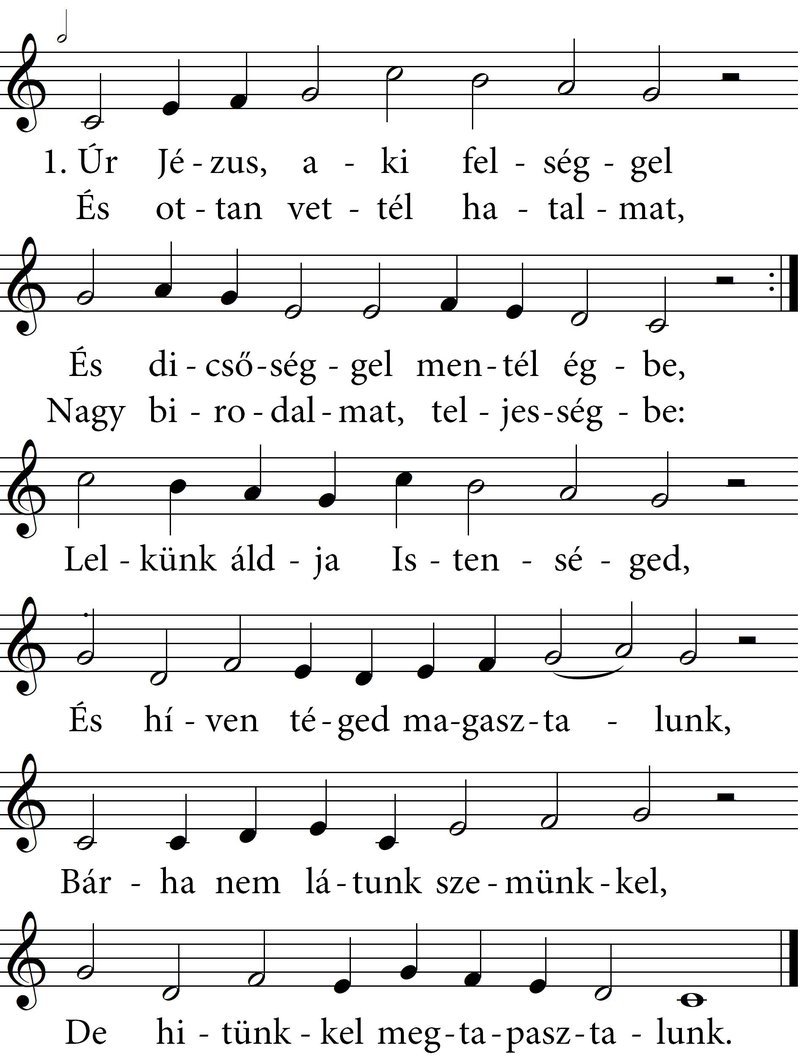 1. Úr Jé - zus, a - ki fel - ség - gel
És ot - tan vet - tél ha - tal - mat,
És di - cső - ség - gel men - tél ég - be,
Nagy bi - ro - dal - mat, tel - jes - ség - be:
Lel - künk áld - ja Is - ten - sé - ged,
És hí - ven té - ged ma - gasz - ta - lunk,
Bár - ha nem lá - tunk sze - münk - kel,
De hi - tünk - kel meg - ta - pasz - ta - lunk.